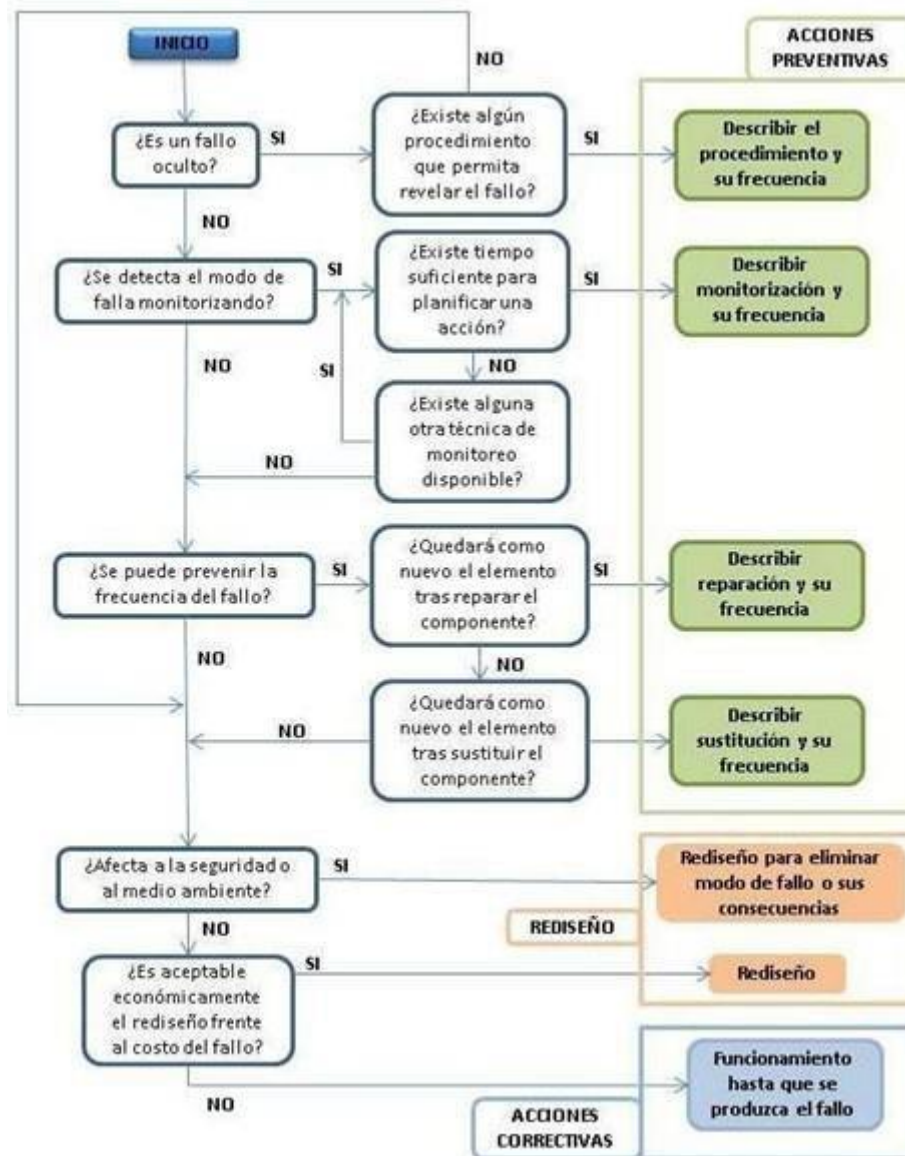 INICIO
NO
ACCIONES
PREVENTIVAS
¿Es un fallo
oculto?
SI
¿Existe algún
procedimiento
que permita
revelar el fallo?
SI
Describir el
procedimiento y
su frecuencia
NO
¿Se detecta el modo de
falla monitorizando?
SI
¿Existe tiempo
suficiente para
planificar una
acción?
SI
Describir
monitorización y
su frecuencia
NO
SI
NO
¿Existe alguna
otra técnica de
monitoreo
disponible?
NO
¿Se puede prevenir la
frecuencia del fallo?
SI
¿Quedará como
nuevo el elemento
tras reparar el
componente?
SI
Describir
reparación y su
frecuencia
NO
NO
¿Quedará como
nuevo el elemento
tras sustituir el
componente?
NO
Describir
sustitución y su
frecuencia
¿Afecta a la seguridad o
al medio ambiente?
SI
Rediseño para eliminar
modo de fallo o sus
consecuencias
NO
REDISEÑO
¿Es aceptable
económicamente
el rediseño frente
al costo del fallo?
SI
Rediseño
NO
Funcionamiento
hasta que se
produzca el fallo
ACCIONES
CORRECTIVAS